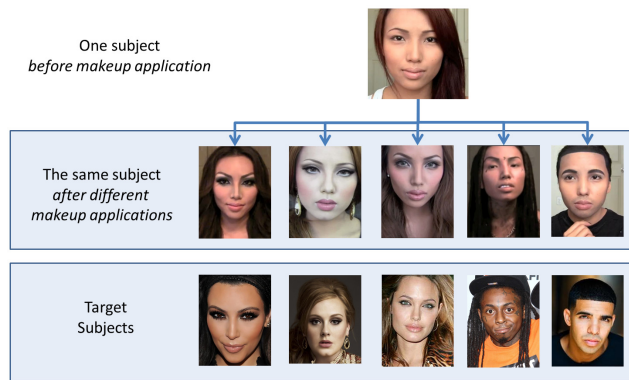 One subject
before makeup application
The same subject
after different
makeup applications
Target
Subjects